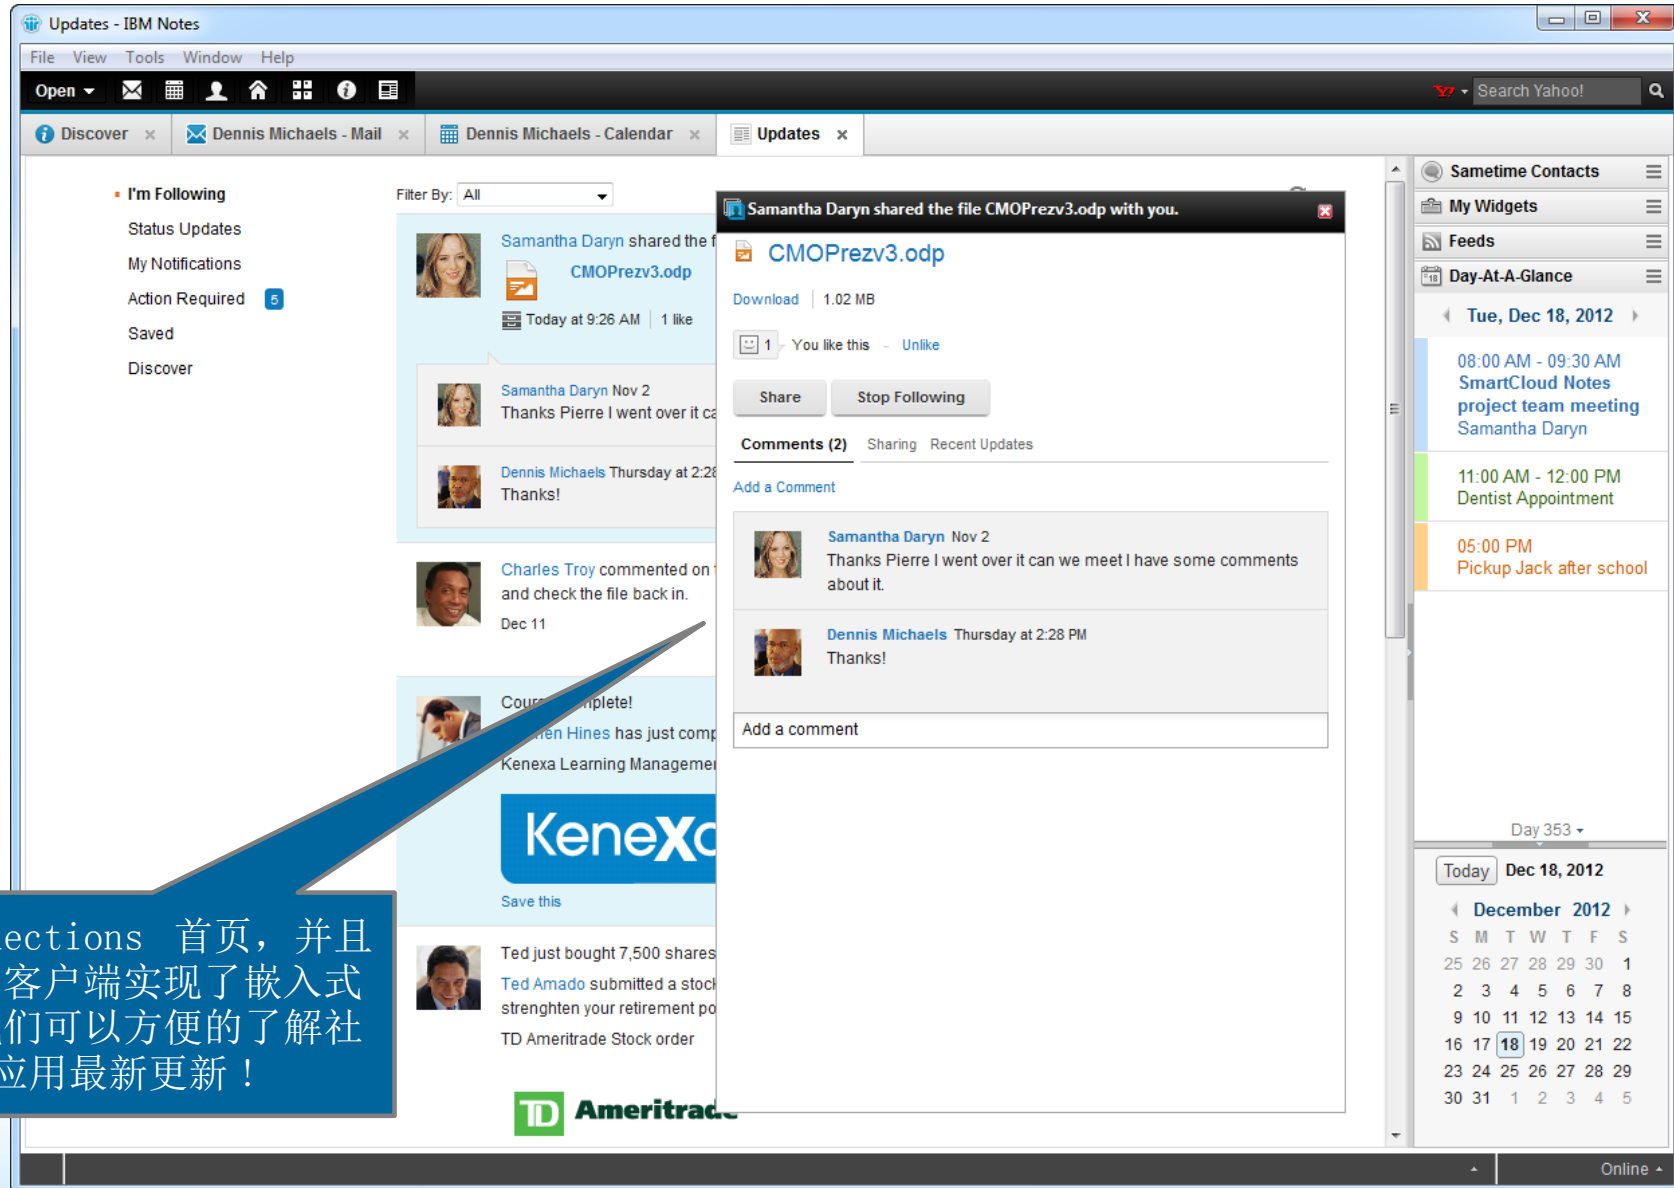 Updates - IBM Notes
File View Tools Window Help
Open
Search Yahoo!
Discover
Dennis Michaels - Mail
Dennis Michaels - Calendar
Updates
I'm Following
Status Updates
My Notifications
Action Required 5
Saved
Discover
Filter By: All
Samantha Daryn shared the
CMOPrezv3.odp
Today at 9:26 AM | 1 like
Samantha Daryn Nov 2
Thanks Pierre I went over it
Dennis Michaels Thursday at
Thanks!
Charles Troy commented on
and check the file back in.
Dec 11
Hines has just
Kenexa Learning
Save this
Ted just bought 7,500 shares
Ted Amado submitted a
strenghten your retirement
TD Ameritrade Stock order
TD
Samantha Daryn shared the file CMOPrezv3.odp with you.
CMOPrezv3.odp
Download | 1.02 MB
1 You like this - Unlike
Share Stop Following
Comments (2) Sharing Recent Updates
Add a Comment
Samantha Daryn Nov 2
Thanks Pierre I went over it can we meet I have some comments
about it.
Dennis Michaels Thursday at 2:28 PM
Thanks!
Add a comment
首页，并且
客户端实现了嵌入式
们可以方便的了解社
应用最新更新！
Sametime Contacts
My Widgets
Feeds
Day-At-A-Glance
Tue, Dec 18, 2012
08:00 AM - 09:30 AM
SmartCloud Notes
project team meeting
Samantha Daryn
11:00 AM - 12:00 PM
Dentist Appointment
05:00 PM
Pickup Jack after school
Day 353
Today Dec 18, 2012
December 2012
S M T W T F S
25 26 27 28 29 30 1
2 3 4 5 6 7 8
9 10 11 12 13 14 15
16 17 18 19 20 21 22
23 24 25 26 27 28 29
30 31 1 2 3 4 5
Online